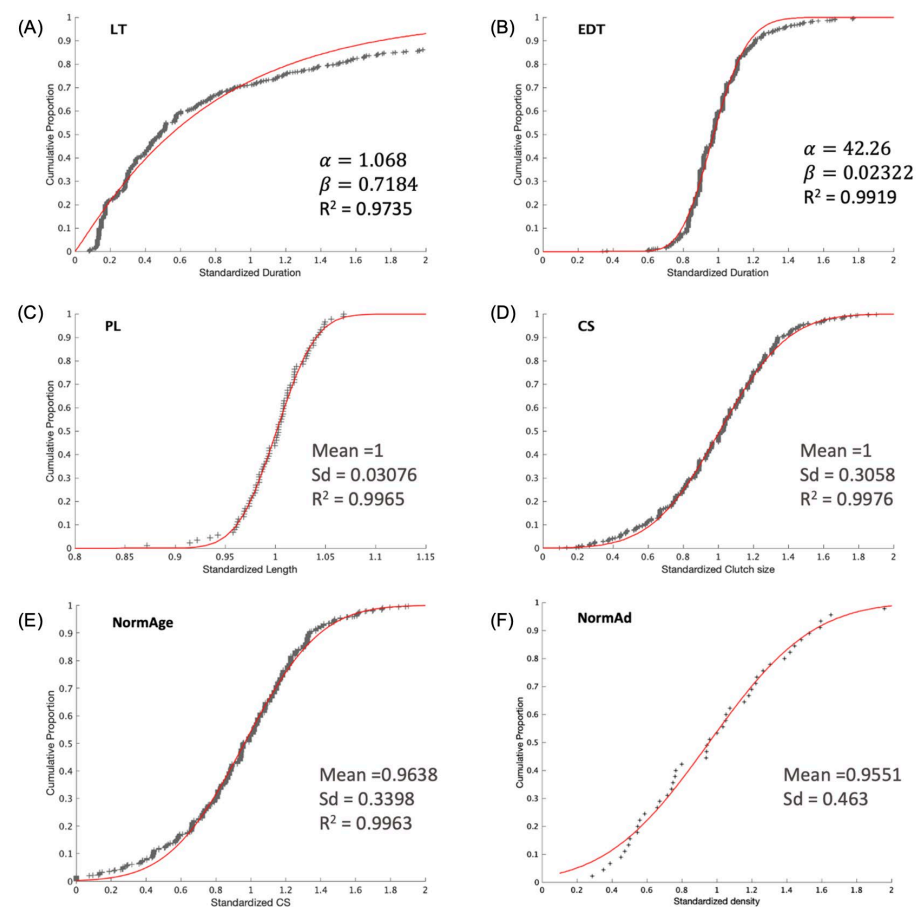 (A)
LT
Cumulative Proportion
1
0.9
0.8
0.7
0.6
0.5
0.4
0.3
0.2
0.1
0
α = 1.068
β = 0.7184
R² = 0.9735
0 0.2 0.4 0.6 0.8 1 1.2 1.4 1.6 1.8 2
Standardized Duration
(B)
EDT
Cumulative Proportion
1
0.9
0.8
0.7
0.6
0.5
0.4
0.3
0.2
0.1
0
α = 42.26
β = 0.02322
R² = 0.9919
0 0.2 0.4 0.6 0.8 1 1.2 1.4 1.6 1.8 2
Standardized Duration
(C)
PL
Cumulative Proportion
1
0.9
0.8
0.7
0.6
0.5
0.4
0.3
0.2
0.1
0
Mean =1
Sd = 0.03076
R² = 0.9965
0.8 0.85 0.9 0.95 1 1.05 1.1 1.15
Standardized Length
(D)
CS
Cumulative Proportion
1
0.9
0.8
0.7
0.6
0.5
0.4
0.3
0.2
0.1
0
Mean =1
Sd = 0.3058
R² = 0.9976
0 0.2 0.4 0.6 0.8 1 1.2 1.4 1.6 1.8 2
Standardized Clutch size
(E)
NormAge
Cumulative Proportion
1
0.9
0.8
0.7
0.6
0.5
0.4
0.3
0.2
0.1
0
Mean =0.9638
Sd = 0.3398
R² = 0.9963
0 0.2 0.4 0.6 0.8 1 1.2 1.4 1.6 1.8 2
Standardized CS
(F)
NormAd
Cumulative Proportion
1
0.9
0.8
0.7
0.6
0.5
0.4
0.3
0.2
0.1
0
Mean =0.9551
Sd = 0.463
0 0.2 0.4 0.6 0.8 1 1.2 1.4 1.6 1.8 2
Standardized density